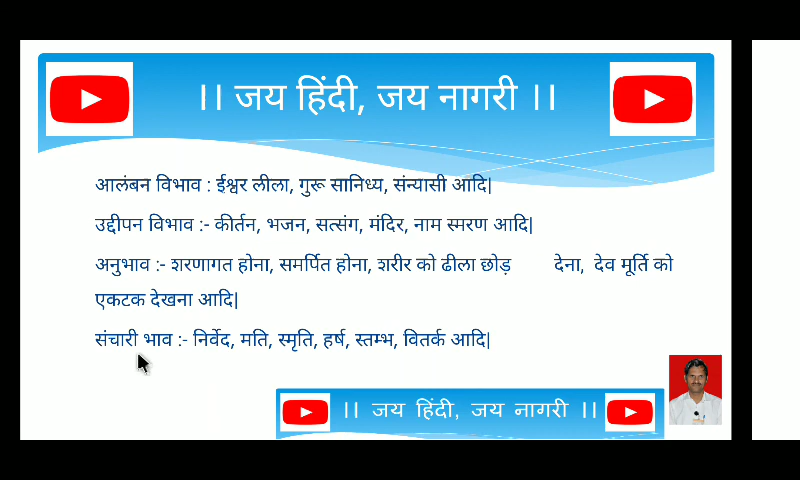 ।। जय हिंदी, जय नागरी ।।
आलंबन विभाव : ईश्वर लीला, गुरू सानिध्य, संन्यासी आदि|
उद्दीपन विभाव :- कीर्तन, भजन, सत्संग, मंदिर, नाम स्मरण आदि|
अनुभाव :- शरणागत होना, समर्पित होना, शरीर को ढीला छोड़ देना, देव मूर्ति को
एकटक देखना आदि|
संचारी भाव :- निर्वेद, मति, स्मृति, हर्ष, स्तम्भ, वितर्क आदि|
।। जय हिंदी, जय नागरी ।।